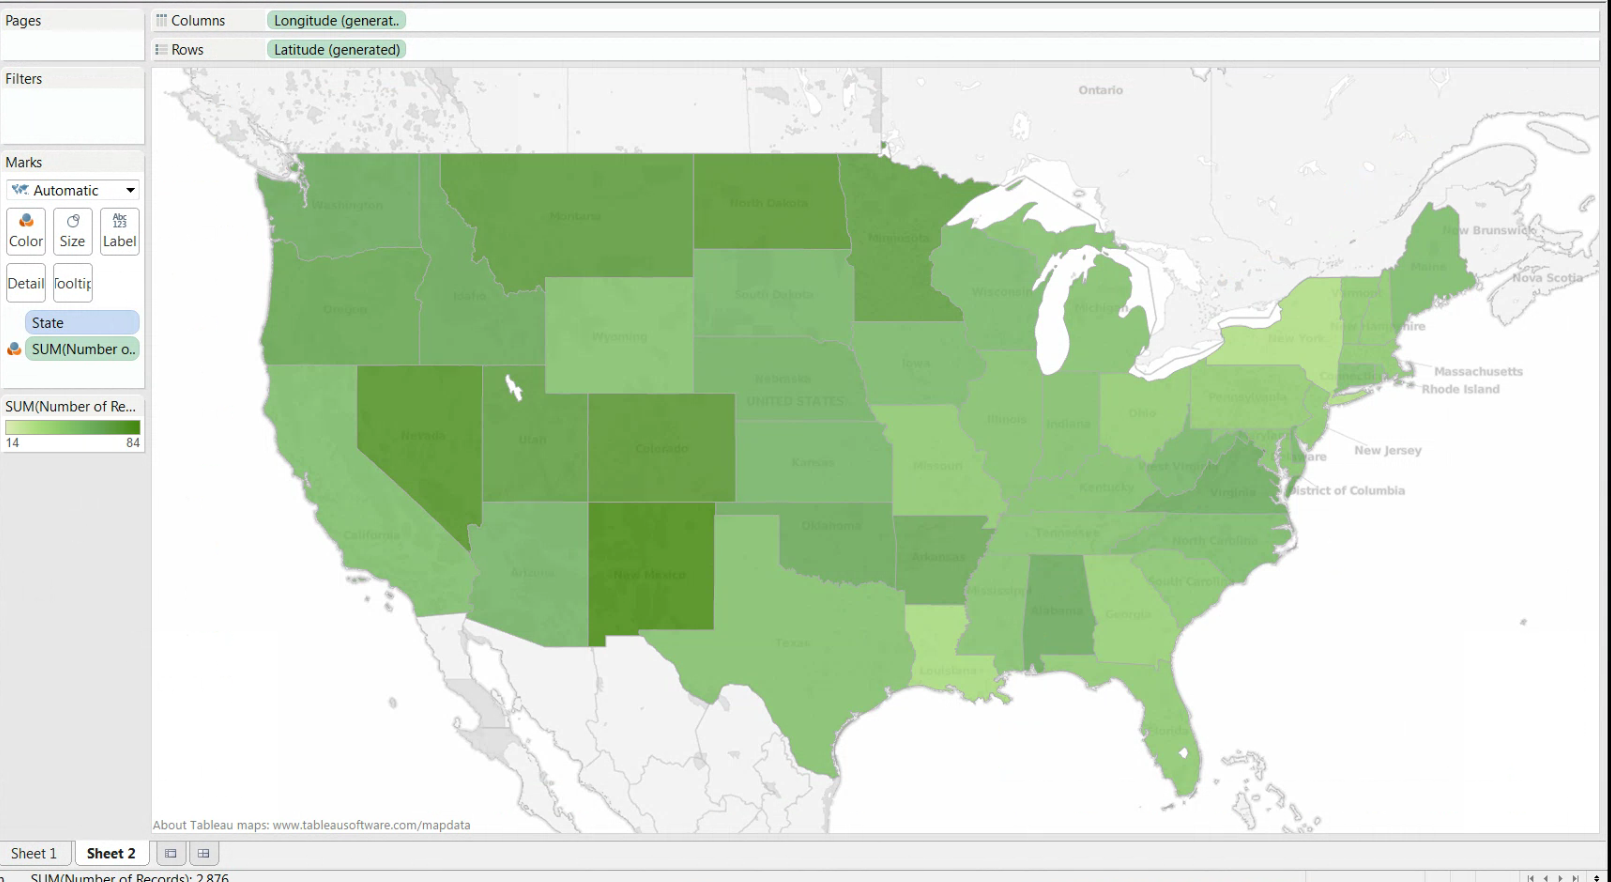 Pages
Columns
Longitude (generat..
Rows
Latitude (generated)
Filters
Marks
Automatic
Color
Size
Abc
123
Label
Detail
Tooltip
State
SUM(Number o..
SUM(Number of Re...
14
84
Ontario
Washington
Montana
North Dakota
Minnesota
New Brunswick
Maine
Nova Scotia
Oregon
Idaho
South Dakota
Wisconsin
Michigan
Vermont
New Hampshire
Wyoming
New York
Iowa
Massachusetts
Rhode Island
Connecticut
Nebraska
UNITED STATES
Pennsylvania
Nevada
Utah
Colorado
Illinois
Indiana
Ohio
New Jersey
Kansas
Missouri
West Virginia
Kentucky
Virginia
District of Columbia
California
Oklahoma
Tennessee
North Carolina
Arizona
New Mexico
Arkansas
Mississippi
Alabama
South Carolina
Georgia
Texas
Louisiana
Florida
About Tableau maps: www.tableausoftware.com/mapdata
Sheet 1
Sheet 2
SUM(Number of Records): 2,876